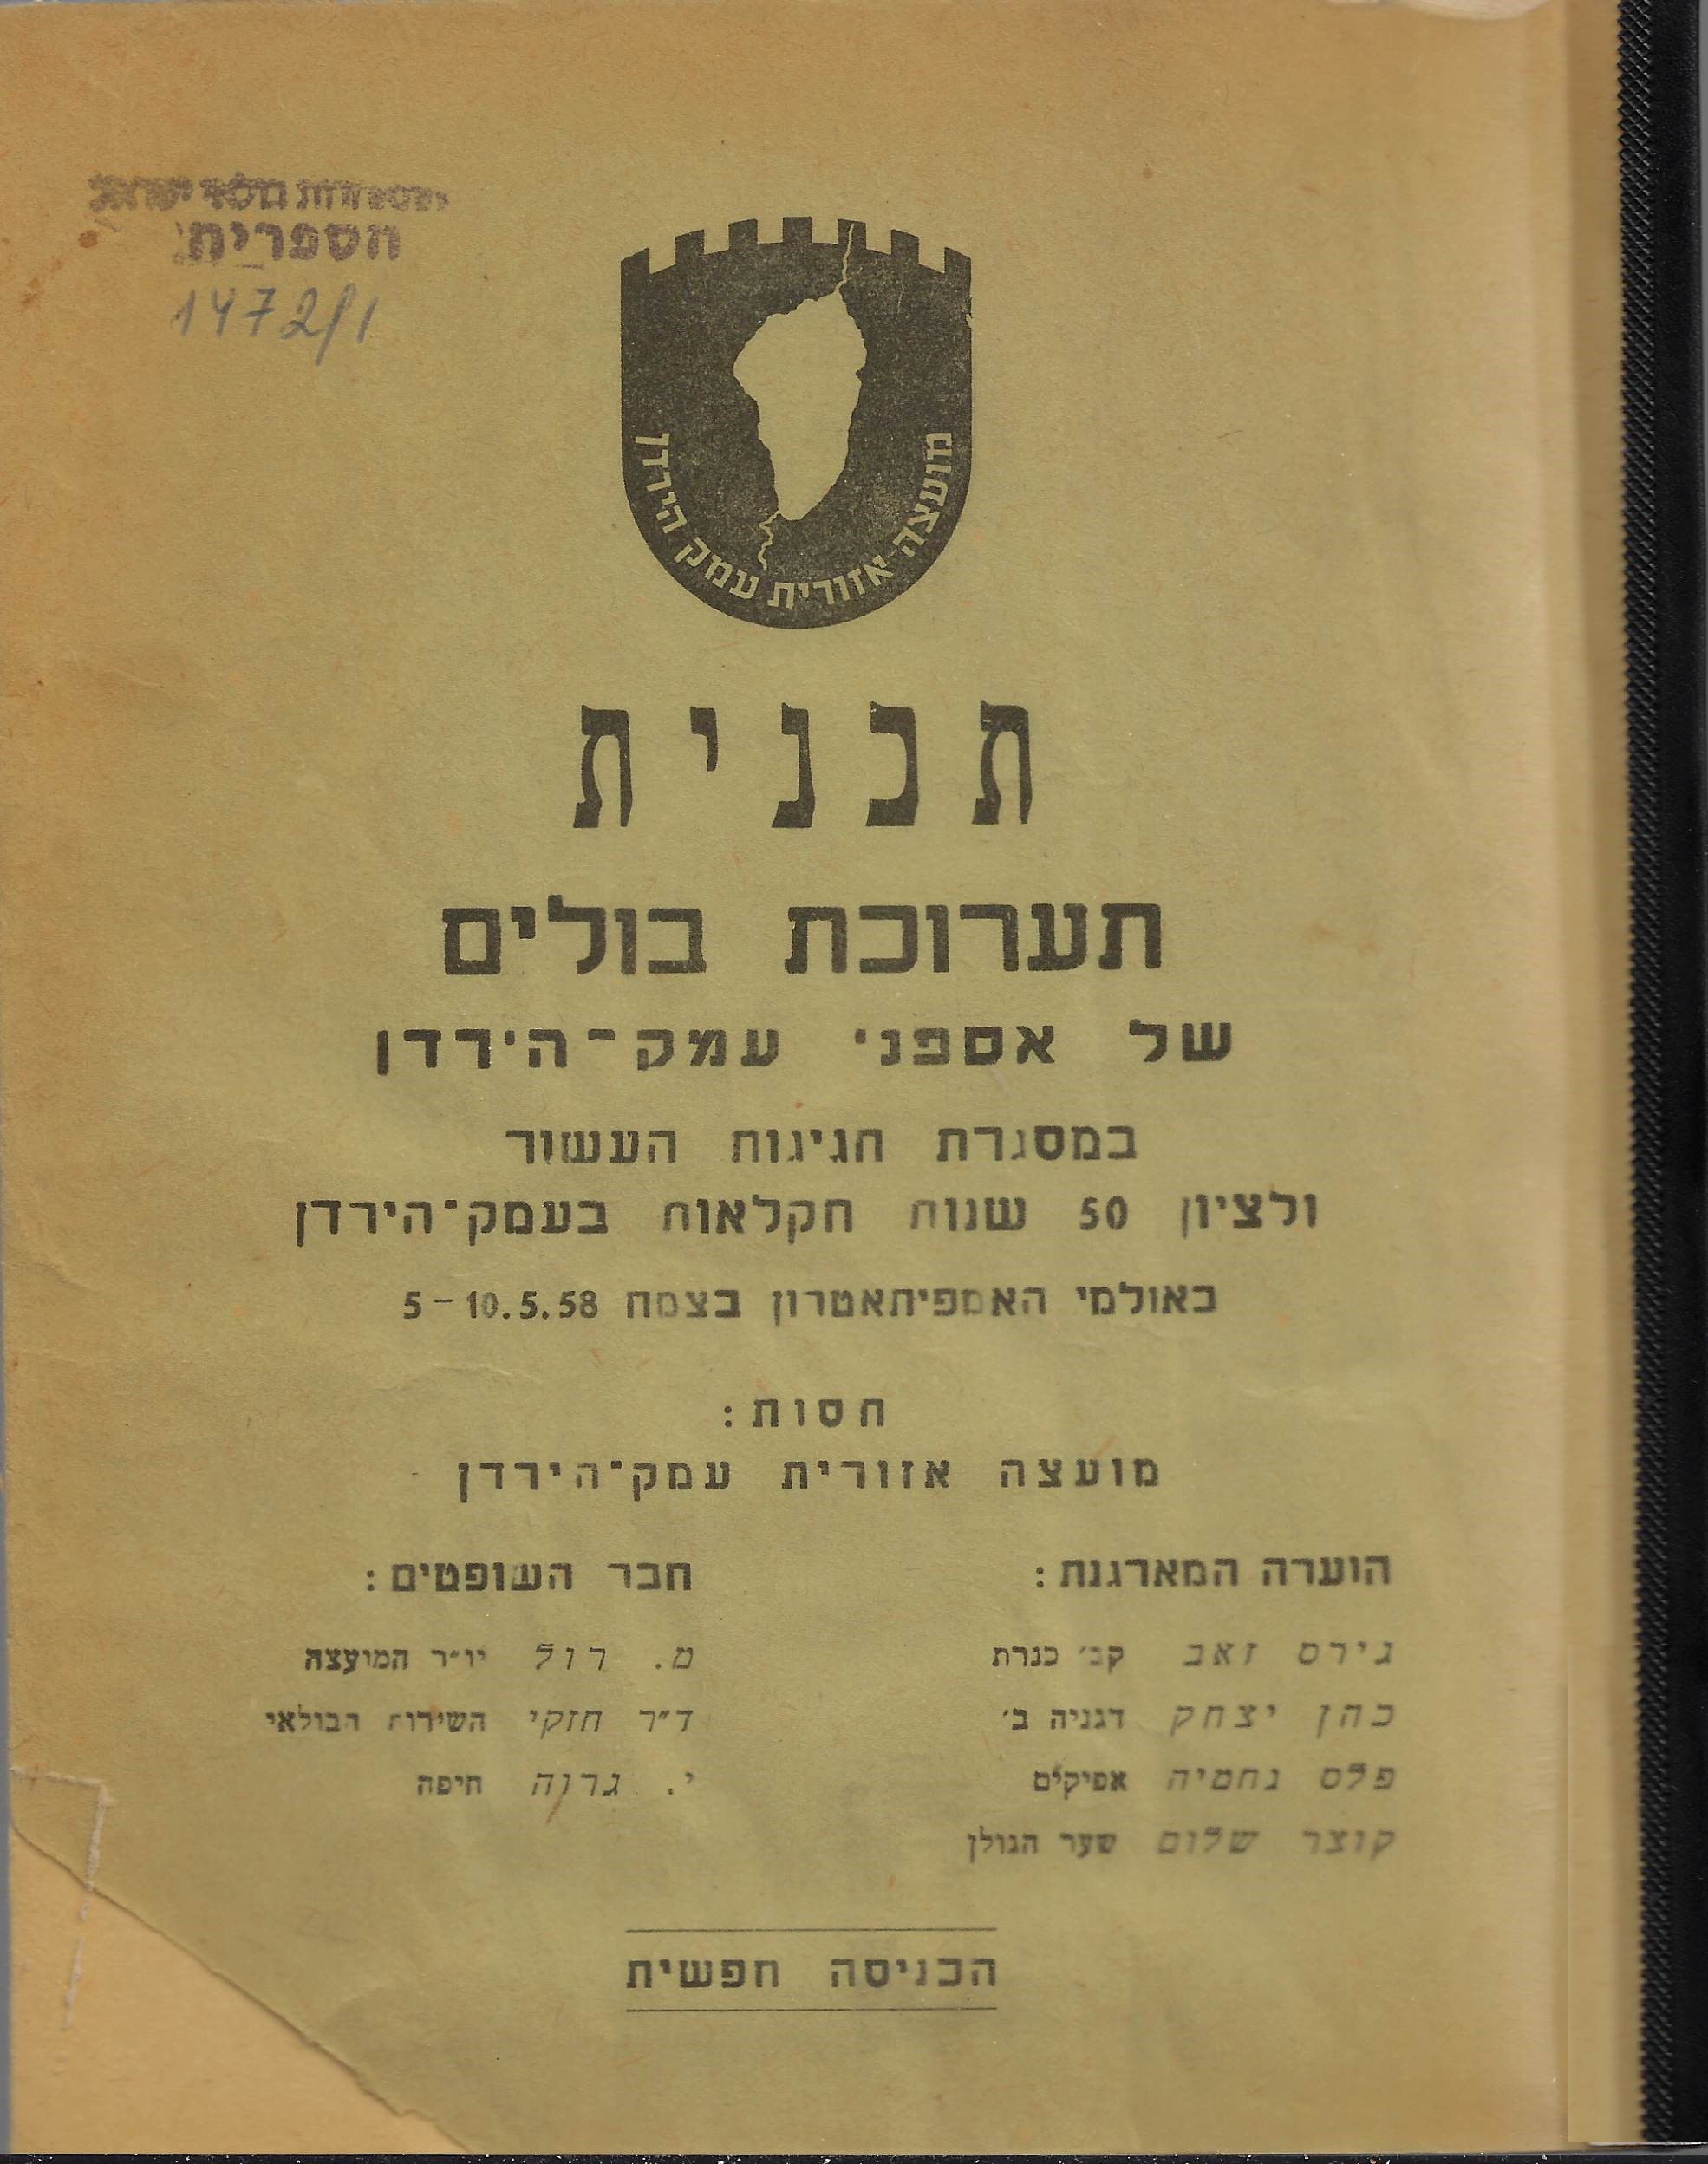 הספרית
1472/1
מועצה אזורית עמק הירדן
תכנית
תערוכת בולים
של אספני עמק-הירדן
במסגרת חגיגות העשור
ולציון 50 שנות חקלאות בעמק-הירדן
באולמי האמפיתאטרון בצמח 5-10.5.58
חסות:
מועצה אזורית עמק-הירדן
הועדה המארגנת:
גירס זאב קב' כנרת
כהן יצחק דגניה ב'
פלס נחמיה אפיקים
קוצר שלום שער הגולן
חבר השופטים:
מ. רול יו"ר המועצה
ד"ר חזקי השירות הבולאי
י. גרוה חיפה
הכניסה חפשית